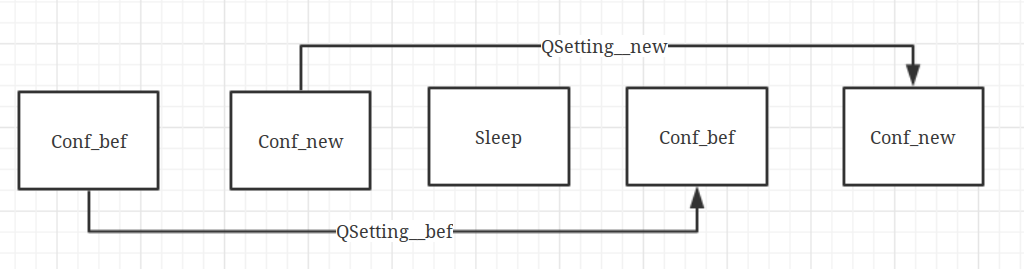 QSetting__new
Conf_bef
Conf_new
Sleep
Conf_bef
Conf_new
QSetting__bef